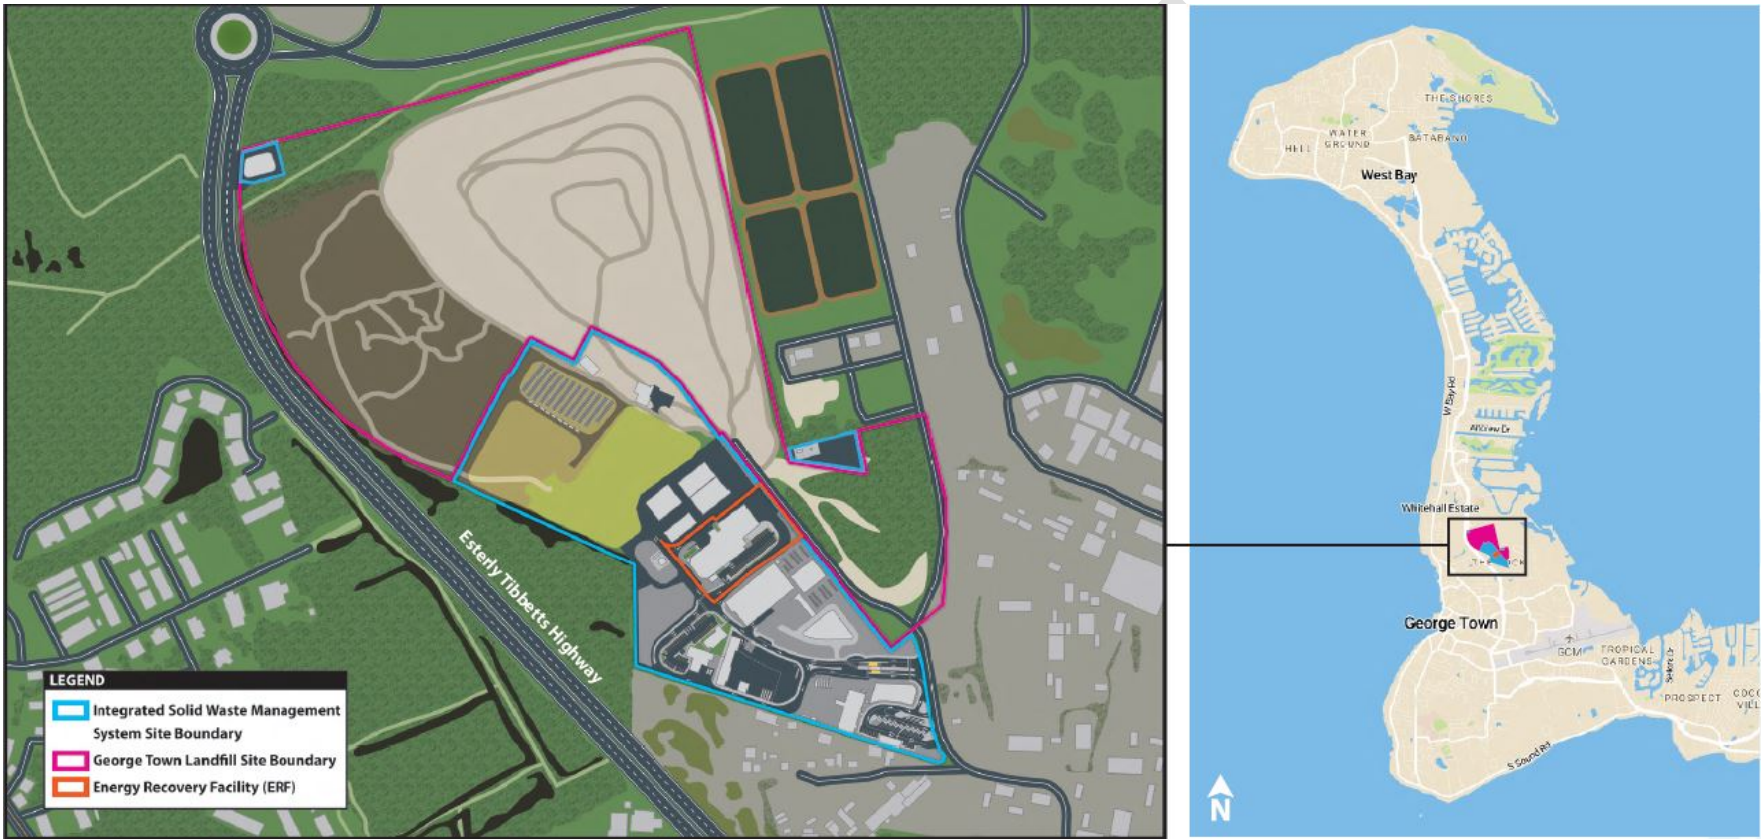 Esterly Tibbetts Highway
LEGEND
Integrated Solid Waste Management
System Site Boundary
George Town Landfill Site Boundary
Energy Recovery Facility (ERF)
THE SHORES
WATER
GROUND
BATABANO
HELL
West Bay
W Bay Rd
Whitehall Estate
George Town
GCM
TROPICAL
GARDENS
PROSPECT
S Sound Rd
N